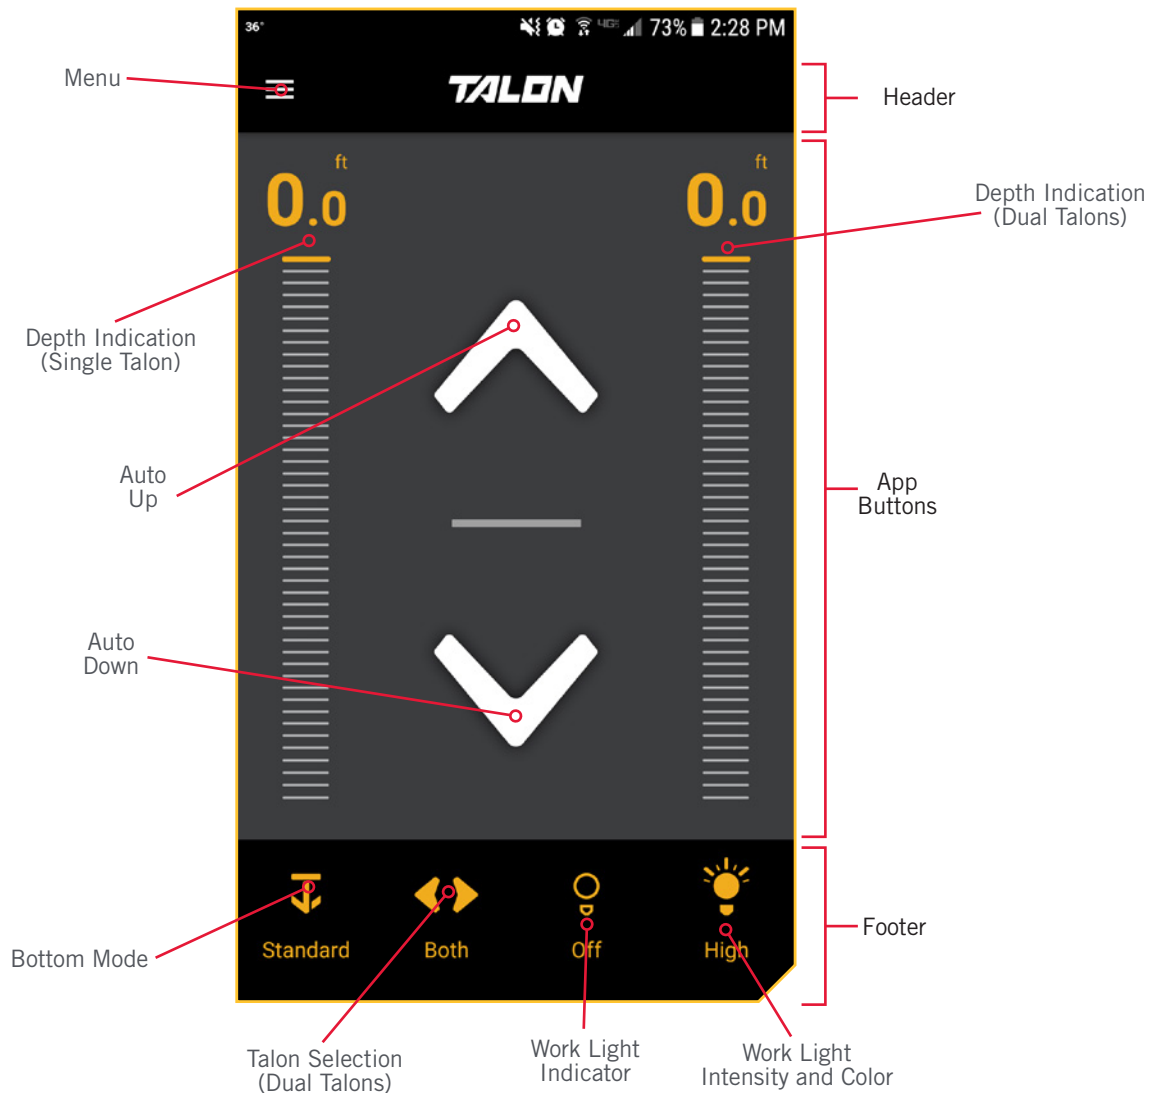 36°
4GE 73% 2:28 PM
Menu
TALON
Header
ft
0.0
ft
0.0
Depth Indication
(Dual Talons)
Depth Indication
(Single Talon)
Auto
Up
App
Buttons
Auto
Down
Standard
Both
Off
High
Footer
Bottom Mode
Talon Selection
(Dual Talons)
Work Light
Indicator
Work Light
Intensity and Color